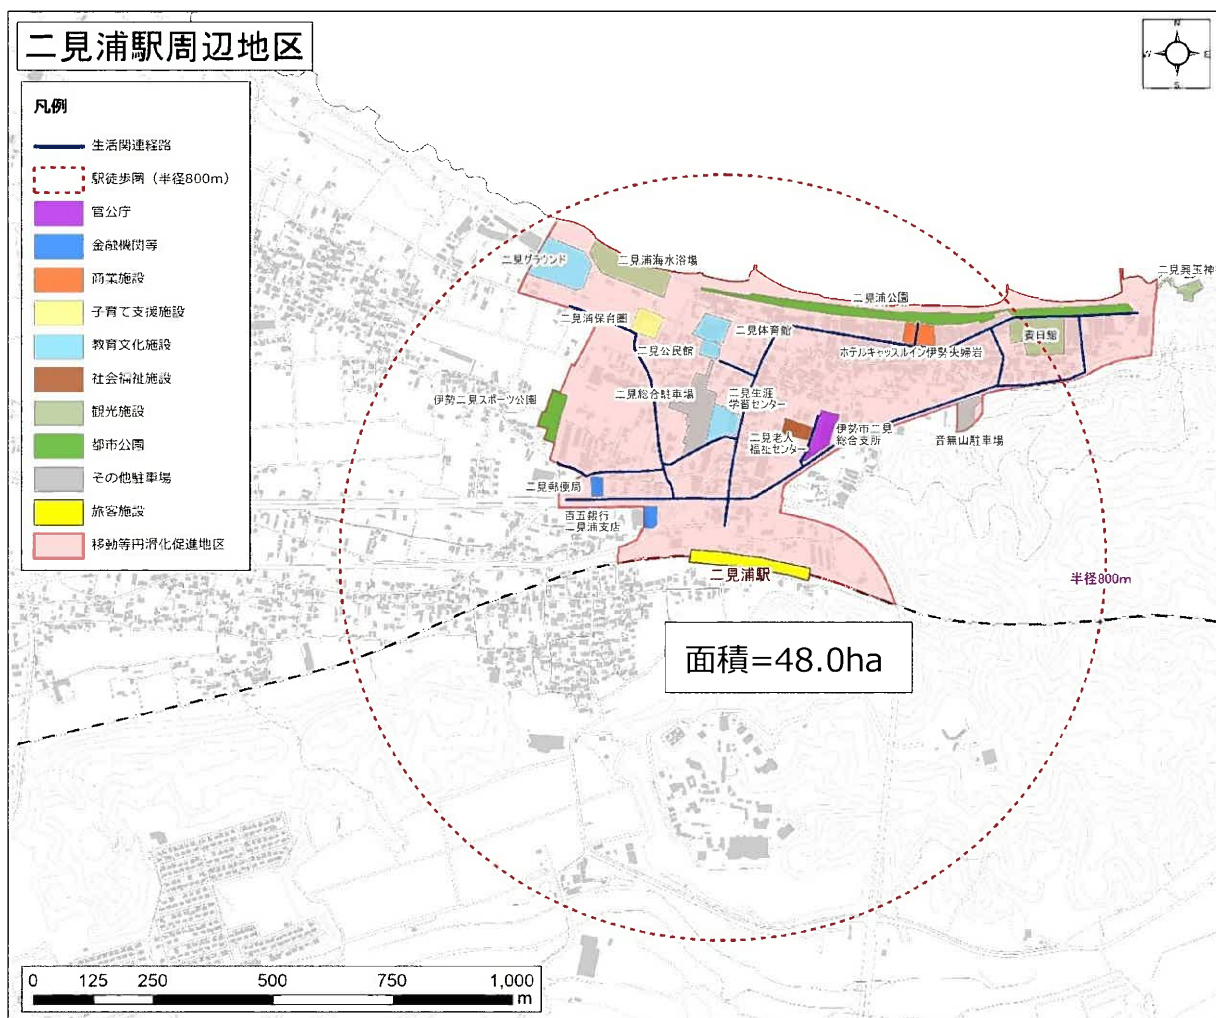 二見浦駅周辺地区
N
E
S
凡例
生活関連経路
駅徒歩圏（半径800m）
官公庁
金融機関等
商業施設
子育て支援施設
教育文化施設
社会福祉施設
観光施設
都市公園
その他駐車場
旅客施設
移動等円滑化促進地区
二見グラウンド
二見浦海水浴場
二見興玉神
二見浦公園
二見浦保育園
二見体育館
賓日館
二見公民館
ホテルキャッスルイン伊勢夫婦岩
伊勢二見スポーツ公園
二見総合駐車場
二見生涯
学習センター
二見老人
福祉センター
伊勢市二見
総合支所
音無山駐車場
二見郵便局
百五銀行
二見浦支店
二見浦駅
半径800m
面積=48.0ha
0 125 250 500 750 1,000
m